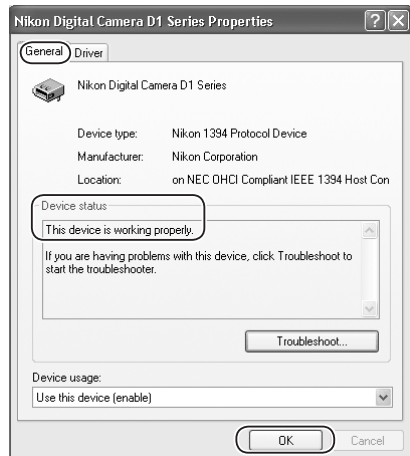 Nikon Digital Camera D1 Series Properties
General Driver
Nikon Digital Camera D1 Series
Device type: Nikon 1394 Protocol Device
Manufacturer: Nikon Corporation
Location: on NEC OHCI Compliant IEEE 1394 Host Con
Device status
This device is working properly.
If you are having problems with this device, click Troubleshoot to
start the troubleshooter.
Troubleshoot...
Device usage:
Use this device (enable)
OK Cancel